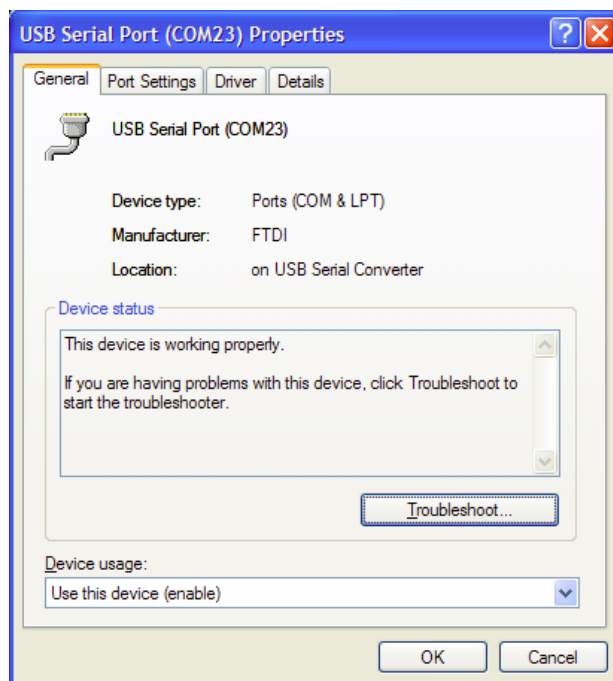 USB Serial Port (COM23) Properties
General Port Settings Driver Details
USB Serial Port (COM23)
Device type: Ports (COM & LPT)
Manufacturer: FTDI
Location: on USB Serial Converter
Device status
This device is working properly.
If you are having problems with this device, click Troubleshoot to
start the troubleshooter.
Troubleshoot...
Device usage:
Use this device (enable)
OK Cancel